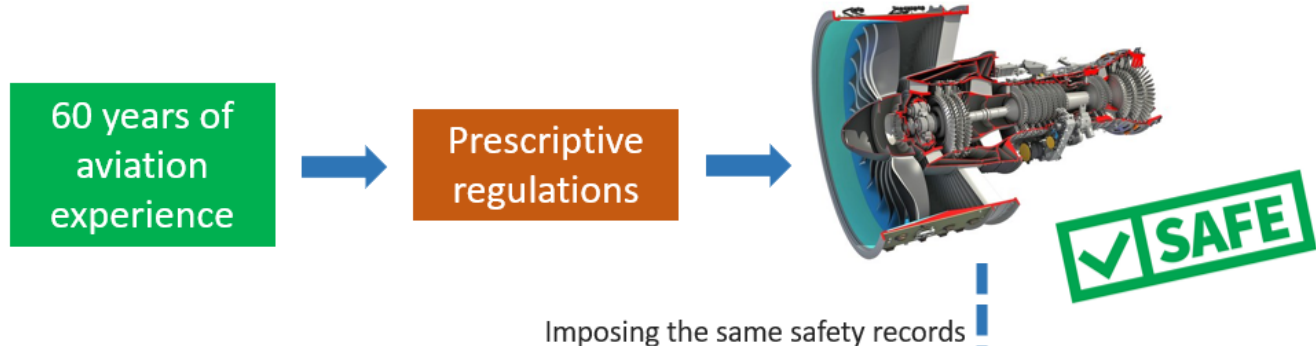 60 years of
aviation
experience
Prescriptive
regulations
SAFE
Imposing the same safety records